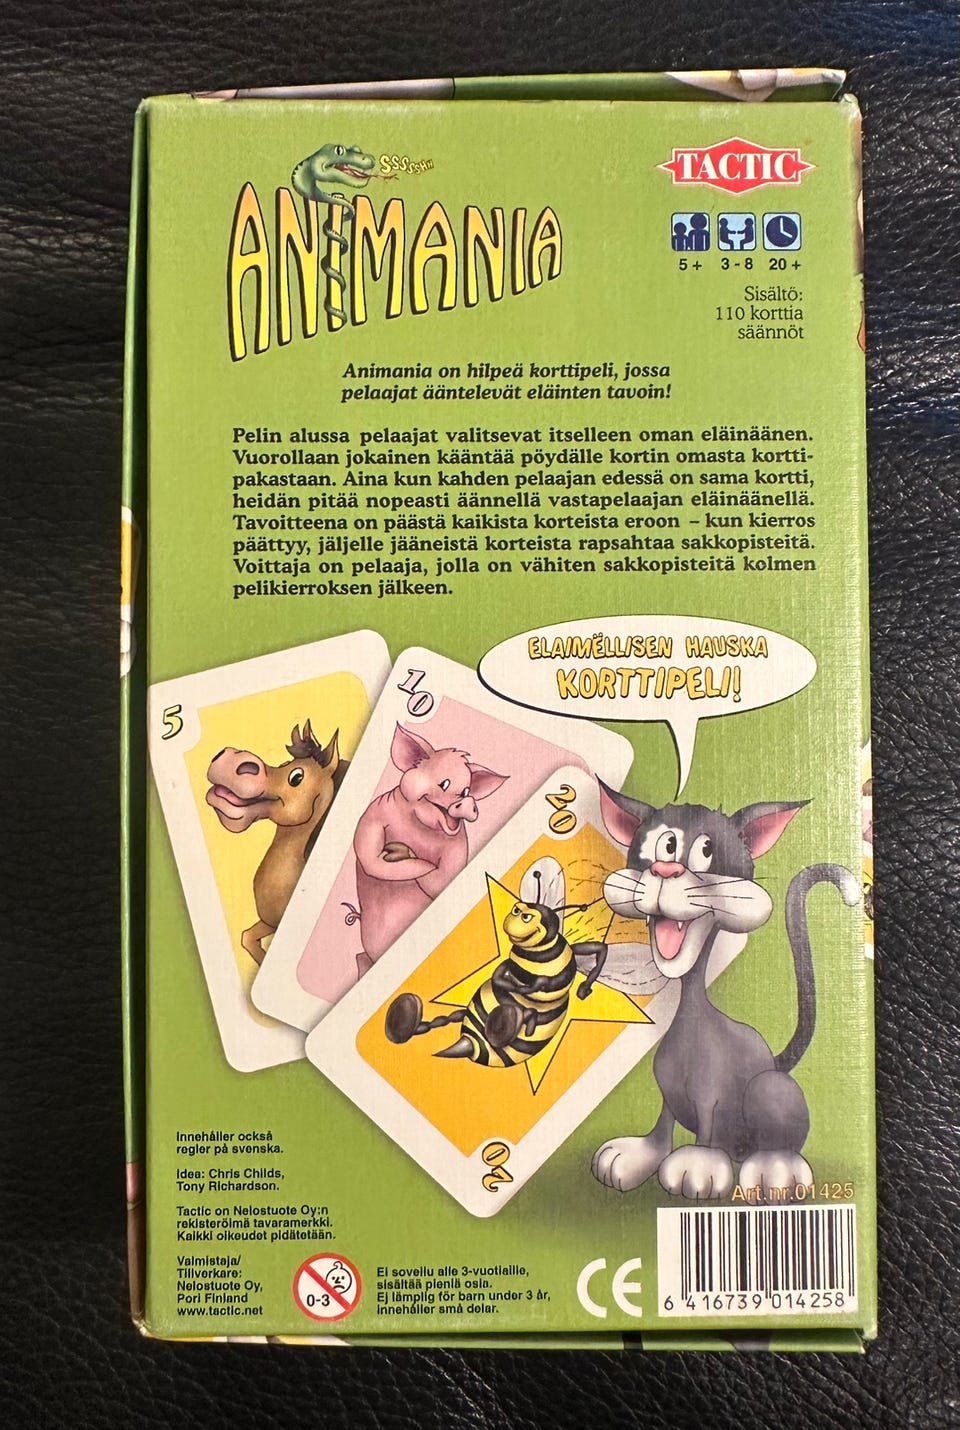 SSSSSHH
ANIMANIA
TACTIC
5+ 3-8 20+
Sisältö:
110 korttia
säännöt
Animania on hilpeä korttipeli, jossa
pelaajat ääntelevät eläinten tavoin!
Pelin alussa pelaajat valitsevat itselleen oman eläinäänen.
Vuorollaan jokainen kääntää pöydälle kortin omasta kortti-
pakastaan. Aina kun kahden pelaajan edessä on sama kortti,
heidän pitää nopeasti äännellä vastapelaajan eläinäänellä.
Tavoitteena on päästä kaikista korteista eroon – kun kierros
päättyy, jäljelle jääneistä korteista rapsahtaa sakkopisteitä.
Voittaja on pelaaja, jolla on vähiten sakkopisteitä kolmen
pelikierroksen jälkeen.
ELAIMËLLISEN HAUSKA
KORTTIPELI!
5
10
20
20
Innehåller också
regler på svenska.
Idea: Chris Childs,
Tony Richardson.
Tactic on Nelostuote Oy:n
rekisteröimä tavaramerkki.
Kaikki oikeudet pidätetään.
Valmistaja/
Tillverkare:
Nelostuote Oy,
Pori Finland
www.tactic.net
0-3
Ei sovellu alle 3-vuotiaille,
sisältää pieniä osia.
Ej lämplig för barn under 3 år,
innehåller små delar.
CE
Art.nr.01425
6 416739 014258